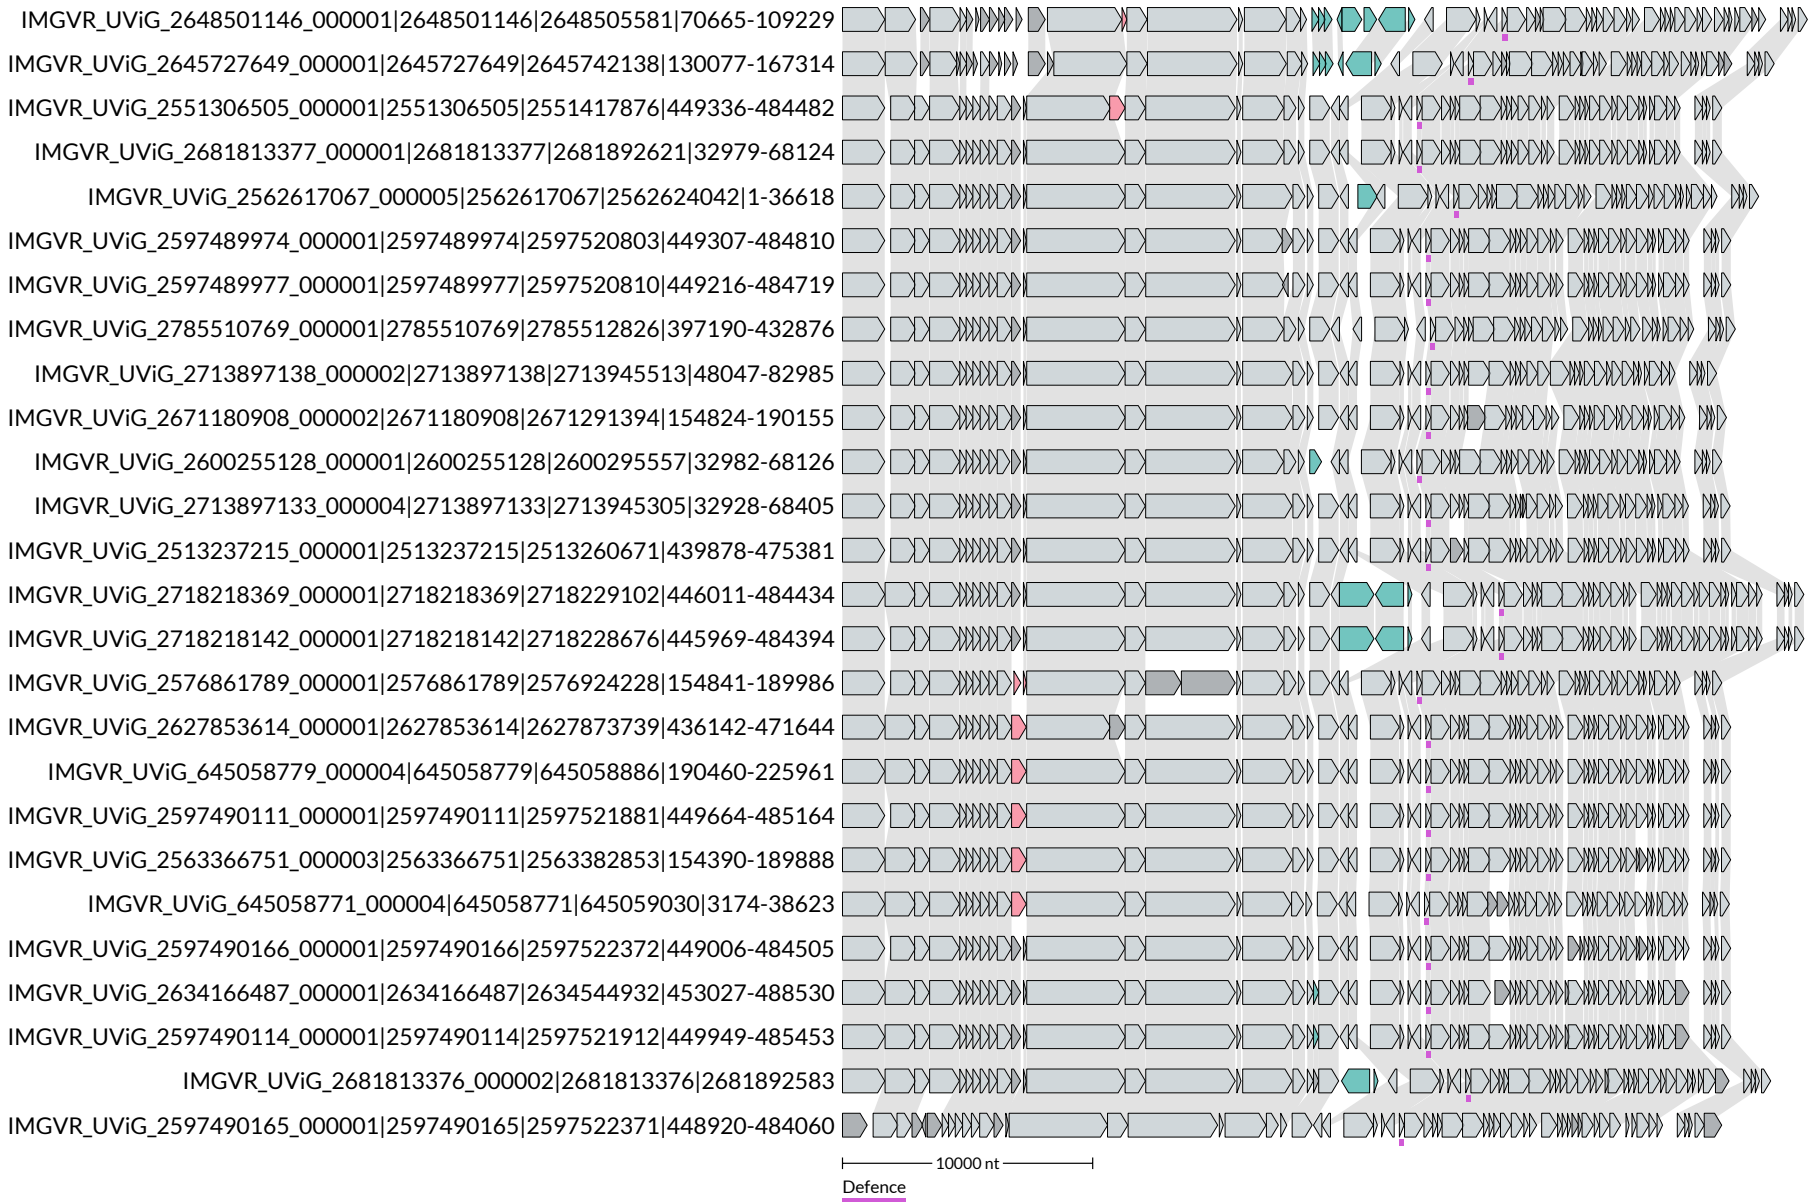 IMGVR_UViG_2648501146_000001|2648501146|2648505581|70665-109229
IMGVR_UViG_2645727649_000001|2645727649|2645742138|130077-167314
IMGVR_UViG_2551306505_000001|2551306505|2551417876|449336-484482
IMGVR_UViG_2681813377_000001|2681813377|2681892621|32979-68124
IMGVR_UViG_2562617067_000005|2562617067|2562624042|1-36618
IMGVR_UViG_2597489974_000001|2597489974|2597520803|449307-484810
IMGVR_UViG_2597489977_000001|2597489977|2597520810|449216-484719
IMGVR_UViG_2785510769_000001|2785510769|2785512826|397190-432876
IMGVR_UViG_2713897138_000002|2713897138|2713945513|48047-82985
IMGVR_UViG_2671180908_000002|2671180908|2671291394|154824-190155
IMGVR_UViG_2600255128_000001|2600255128|2600295557|32982-68126
IMGVR_UViG_2713897133_000004|2713897133|2713945305|32928-68405
IMGVR_UViG_2513237215_000001|2513237215|2513260671|439878-475381
IMGVR_UViG_2718218369_000001|2718218369|2718229102|446011-484434
IMGVR_UViG_2718218142_000001|2718218142|2718228676|445969-484394
IMGVR_UViG_2576861789_000001|2576861789|2576924228|154841-189986
IMGVR_UViG_2627853614_000001|2627853614|2627873739|436142-471644
IMGVR_UViG_645058779_000004|645058779|645058886|190460-225961
IMGVR_UViG_2597490111_000001|2597490111|2597521881|449664-485164
IMGVR_UViG_2563366751_000003|2563366751|2563382853|154390-189888
IMGVR_UViG_645058771_000004|645058771|645059030|3174-38623
IMGVR_UViG_2597490166_000001|2597490166|2597522372|449006-484505
IMGVR_UViG_2634166487_000001|2634166487|2634544932|453027-488530
IMGVR_UViG_2597490114_000001|2597490114|2597521912|449949-485453
IMGVR_UViG_2681813376_000002|2681813376|2681892583
IMGVR_UViG_2597490165_000001|2597490165|2597522371|448920-484060
10000 nt
Defence